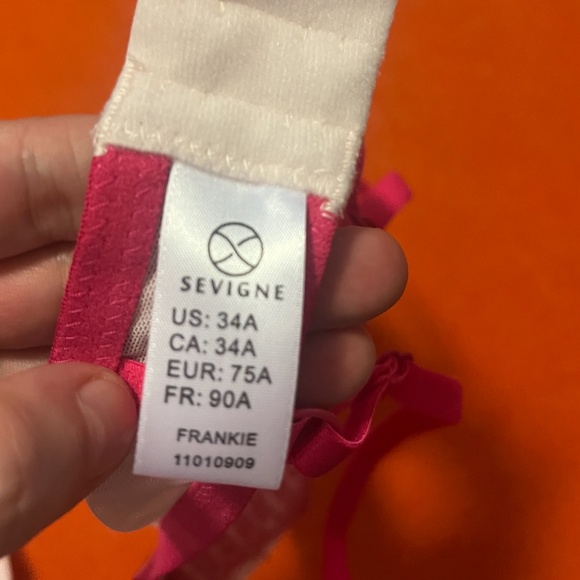 SEVIGNE
US: 34A
CA: 34A
EUR: 75A
FR: 90A
FRANKIE
11010909